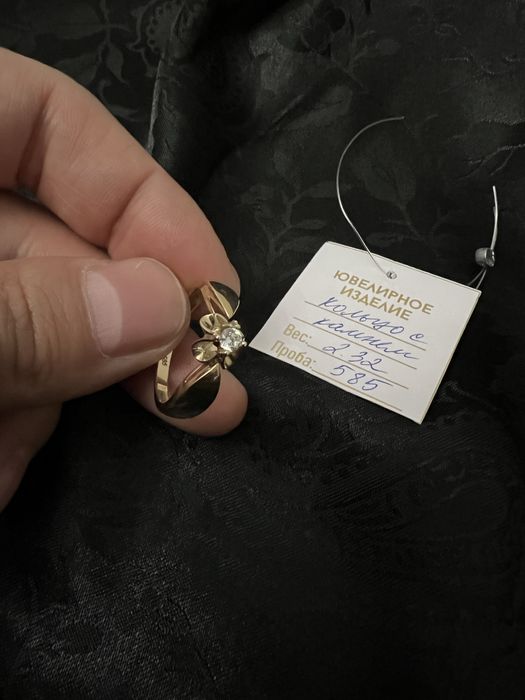 ЮВЕЛИРНОЕ
ИЗДЕЛИЕ
кольцо с
камнем
Вес: 2.32
Проба: 585